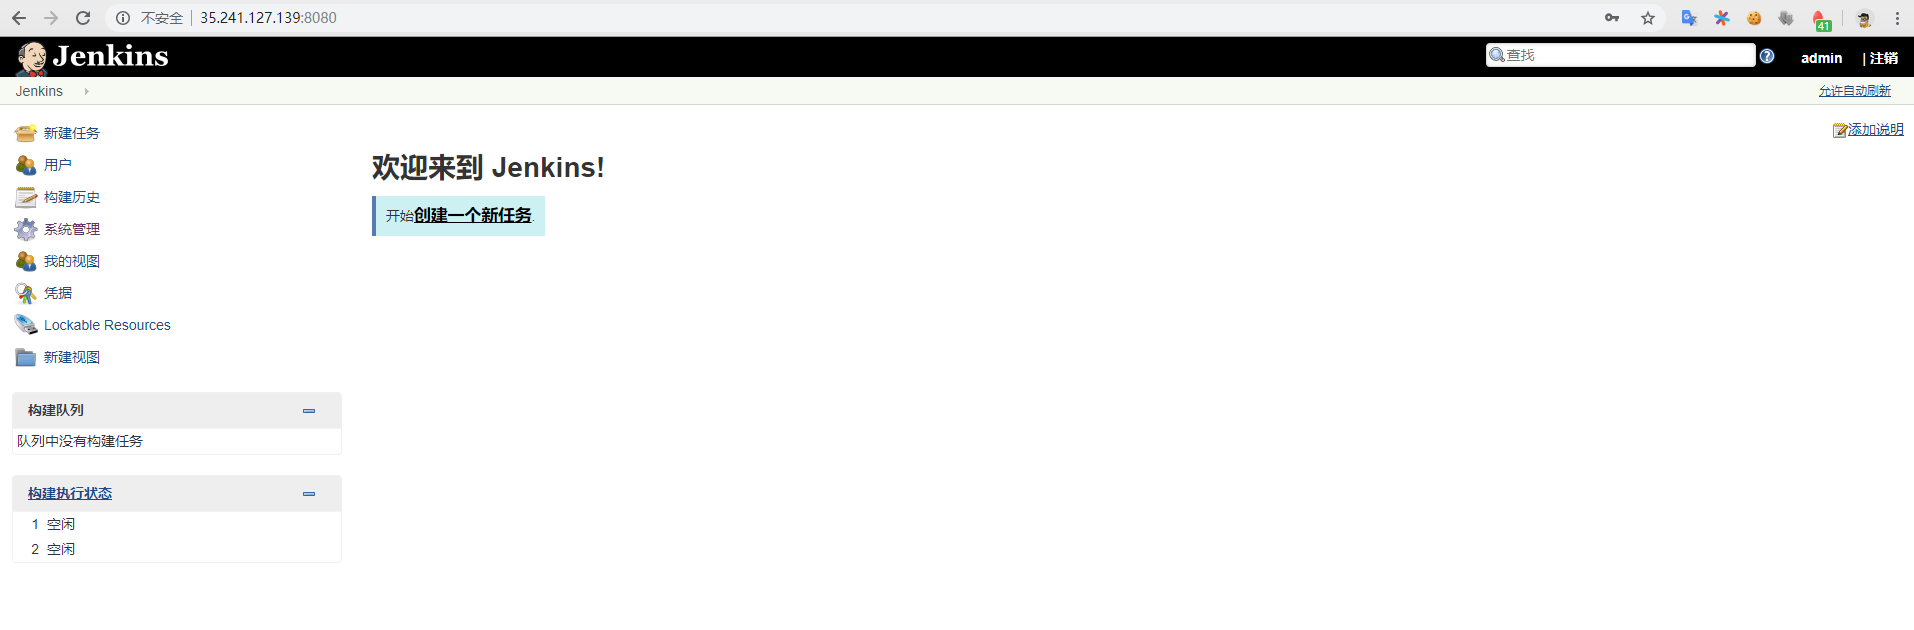 不安全 35.241.127.139:8080
41
Jenkins
查找
admin | 注销
Jenkins
允许自动刷新
添加说明
新建任务
用户
构建历史
系统管理
我的视图
凭据
Lockable Resources
新建视图
欢迎来到 Jenkins!
开始创建一个新任务.
构建队列
队列中没有构建任务
构建执行状态
1 空闲
2 空闲